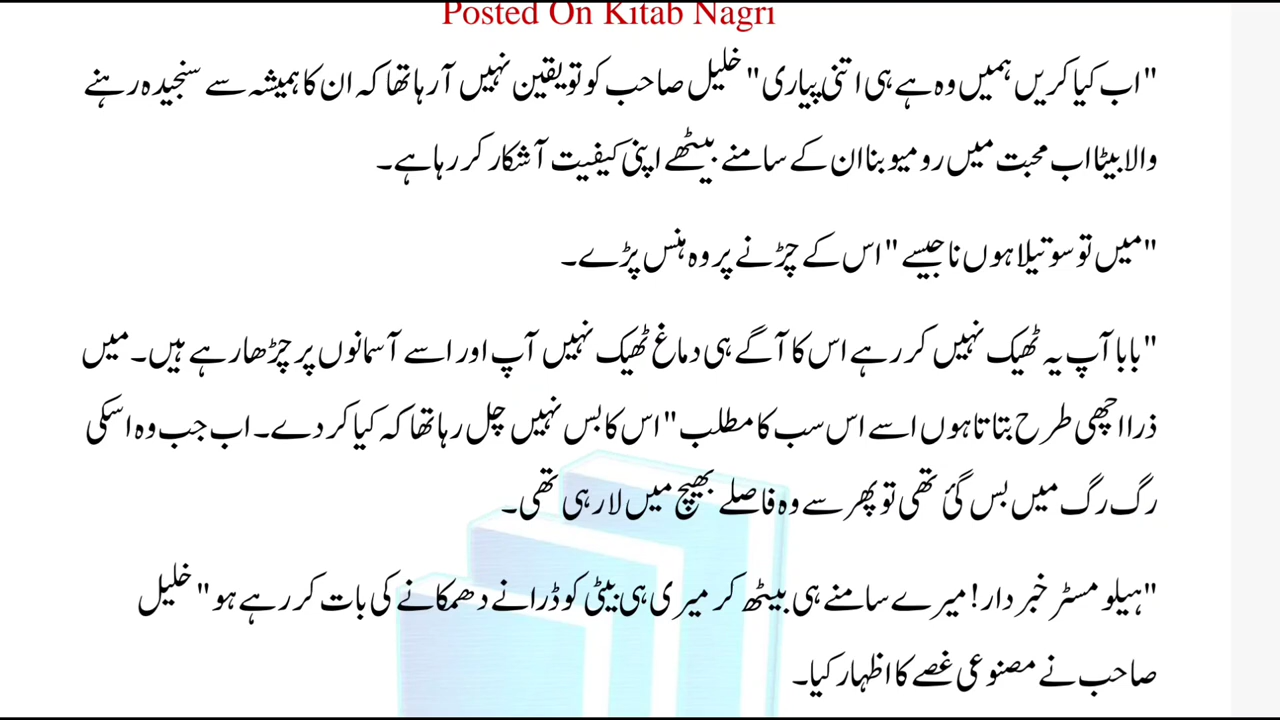 Posted On Kitab Nagri
"اب کیا کریں ہمیں وہ ہے ہی اتنی پیاری" خلیل صاحب کو تو یقین نہیں آ رہا تھا کہ ان کا ہمیشہ سے سنجیدہ رہنے
والا بیٹا اب محبت میں رومیو بنا ان کے سامنے بیٹھے اپنی کیفیت آشکار کر رہا ہے۔
"میں تو سوتیلا ہوں نا جیسے" اس کے چڑنے پر وہ ہنس پڑے۔
"بابا آپ یہ ٹھیک نہیں کر رہے اس کا آگے ہی دماغ ٹھیک نہیں آپ اور اسے آسمانوں پر چڑھا رہے ہیں۔ میں
ذرا اچھی طرح بتاتا ہوں اسے اس سب کا مطلب" اس کا بس نہیں چل رہا تھا کہ کیا کر دے۔ اب جب وہ اسکی
رگ رگ میں بس گئ تھی تو پھر سے وہ فاصلے بھیچ میں لا رہی تھی۔
"ہیلو مسٹر خبر دار! میرے سامنے ہی بیٹھ کر میری ہی بیٹی کو ڈرانے دھمکانے کی بات کر رہے ہو" خلیل
صاحب نے مصنوعی غصے کا اظہار کیا۔